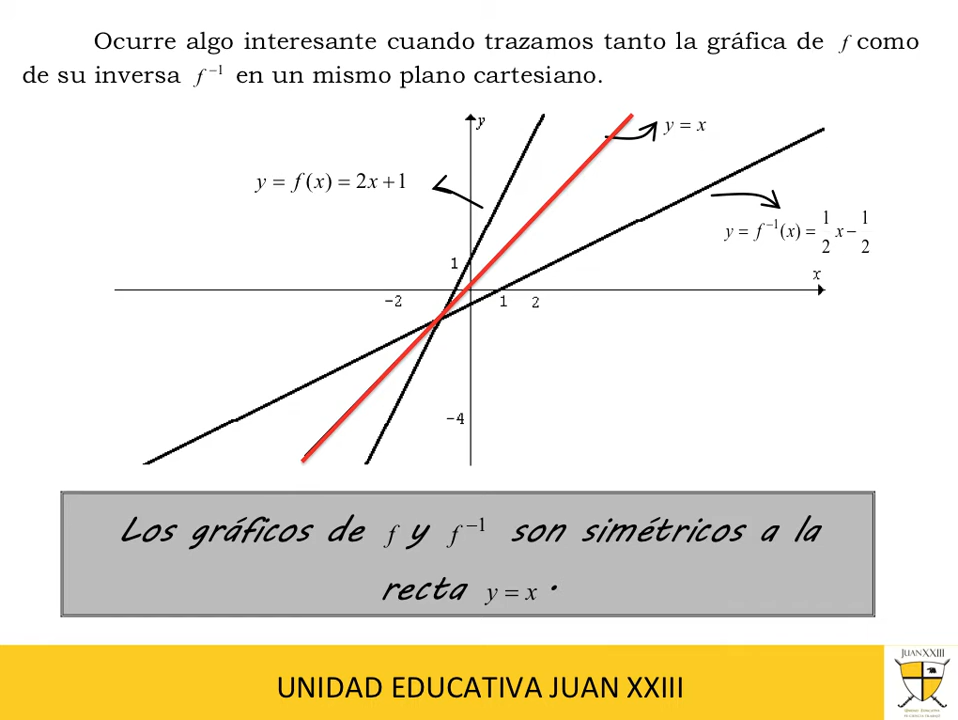 Ocurre algo interesante cuando trazamos tanto la gráfica de f como
de su inversa f⁻¹ en un mismo plano cartesiano.
y
y = x
y = f(x) = 2x + 1
y = f⁻¹(x) = 1/2 x − 1/2
1
x
−2 1 2
−4
Los gráficos de f y f⁻¹ son simétricos a la
recta y = x .
JUAN XXIII
UNIDAD EDUCATIVA JUAN XXIII